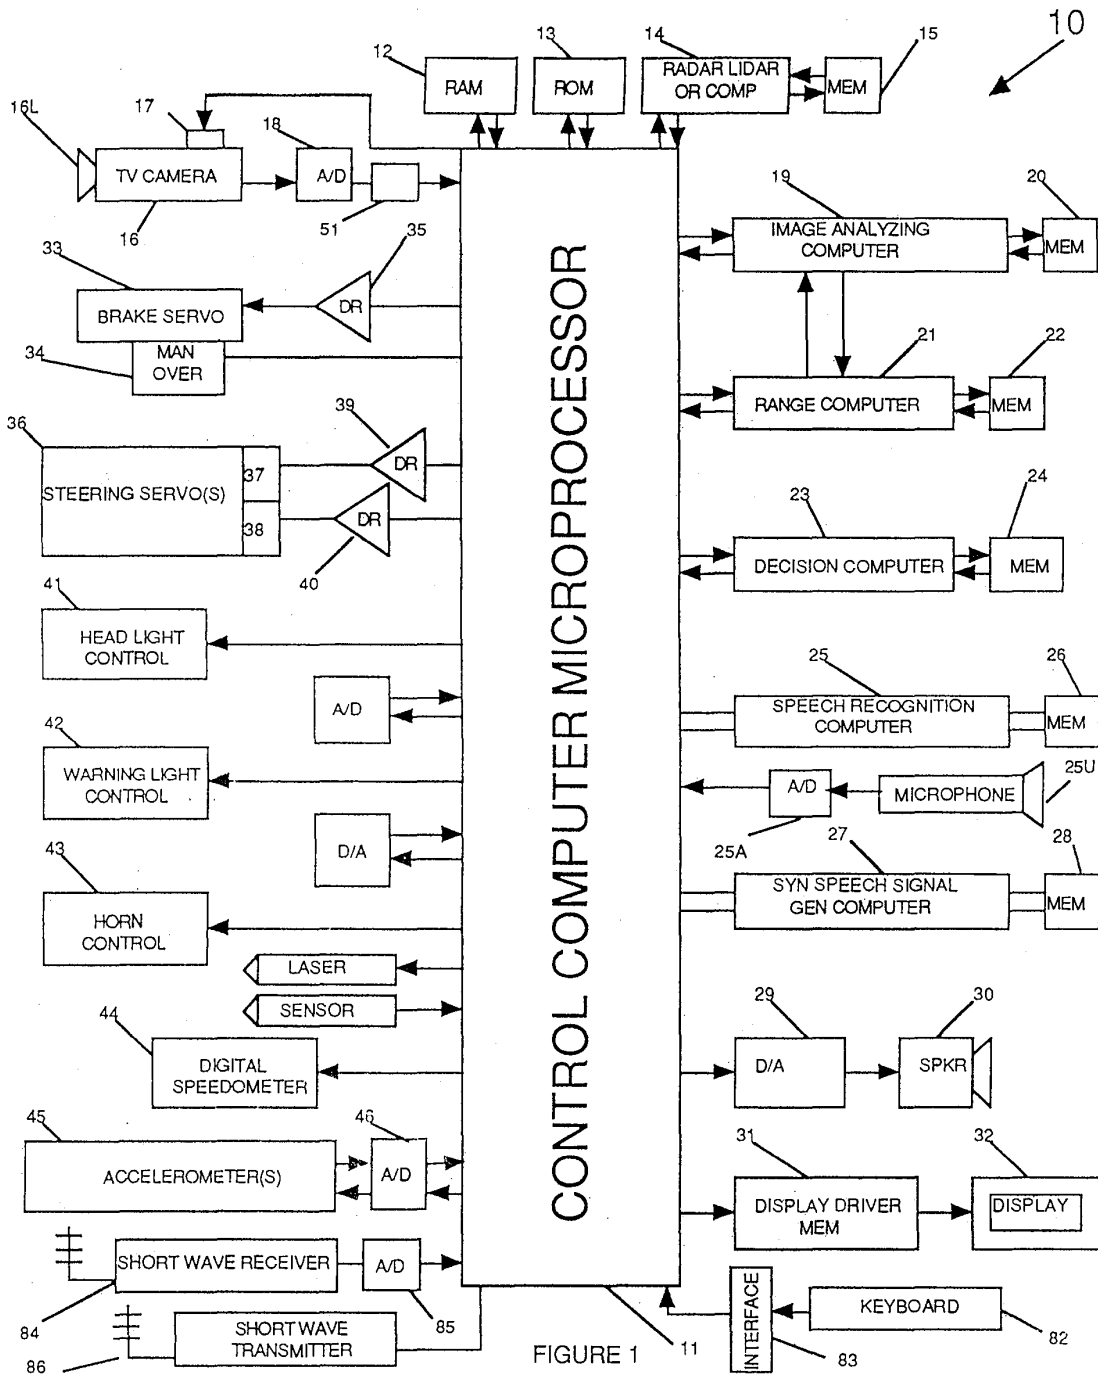 10
12
13
14
15
RAM
ROM
RADAR LIDAR
OR COMP
MEM
16L
17
18
TV CAMERA
A/D
16
51
19
20
IMAGE ANALYZING
COMPUTER
MEM
33
35
BRAKE SERVO
DR
34
MAN
OVER
21
22
RANGE COMPUTER
MEM
36
39
37
DR
STEERING SERVO(S)
38
DR
40
23
24
DECISION COMPUTER
MEM
CONTROL COMPUTER MICROPROCESSOR
41
HEAD LIGHT
CONTROL
A/D
25
26
SPEECH RECOGNITION
COMPUTER
MEM
42
WARNING LIGHT
CONTROL
A/D
MICROPHONE
25U
25A
D/A
43
HORN
CONTROL
27
28
SYN SPEECH SIGNAL
GEN COMPUTER
MEM
LASER
SENSOR
44
DIGITAL
SPEEDOMETER
29
30
D/A
SPKR
45
46
ACCELEROMETER(S)
A/D
31
32
DISPLAY DRIVER
MEM
DISPLAY
SHORT WAVE RECEIVER
A/D
84
85
INTERFACE
KEYBOARD
82
83
86
SHORT WAVE
TRANSMITTER
11
FIGURE 1